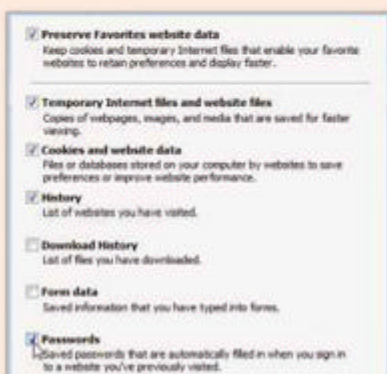 Preserve Favorites website data
Keep cookies and temporary Internet files that enable your favorite
websites to retain preferences and display faster.
Temporary Internet files and website files
Copies of webpages, images, and media that are saved for faster
viewing.
Cookies and website data
Files or databases stored on your computer by websites to save
preferences or improve website performance.
History
List of websites you have visited.
Download History
List of files you have downloaded.
Form data
Saved information that you have typed into forms.
Passwords
Saved passwords that are automatically filled in when you sign in
to a website you've previously visited.